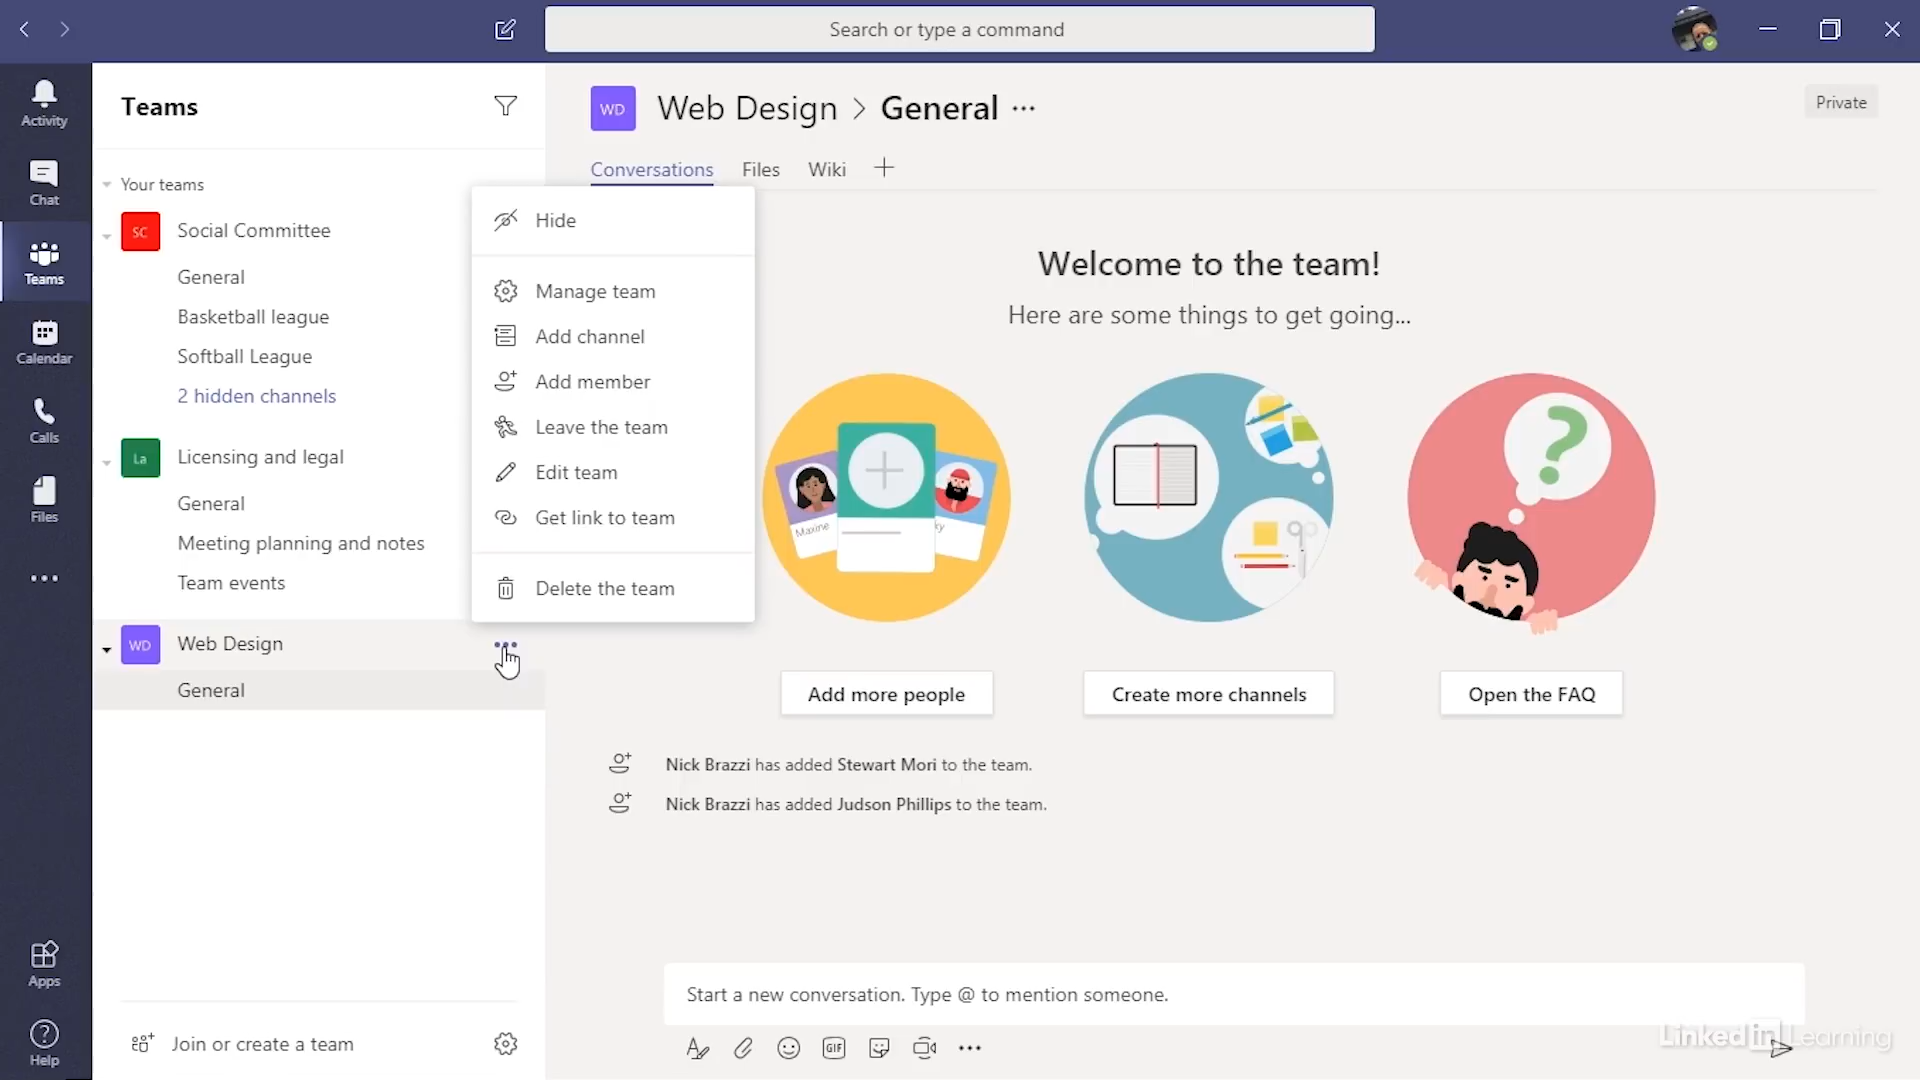 Search or type a command
Activity
Chat
Teams
Calendar
Calls
Files
Apps
Help
Teams
Your teams
SC Social Committee
General
Basketball league
Softball League
2 hidden channels
La Licensing and legal
General
Meeting planning and notes
Team events
WD Web Design
General
Join or create a team
Hide
Manage team
Add channel
Add member
Leave the team
Edit team
Get link to team
Delete the team
WD Web Design > General ...
Private
Conversations Files Wiki +
Welcome to the team!
Here are some things to get going...
Maxine
ky
?
Add more people
Create more channels
Open the FAQ
Nick Brazzi has added Stewart Mori to the team.
Nick Brazzi has added Judson Phillips to the team.
Start a new conversation. Type @ to mention someone.
GIF
Linked in Learning